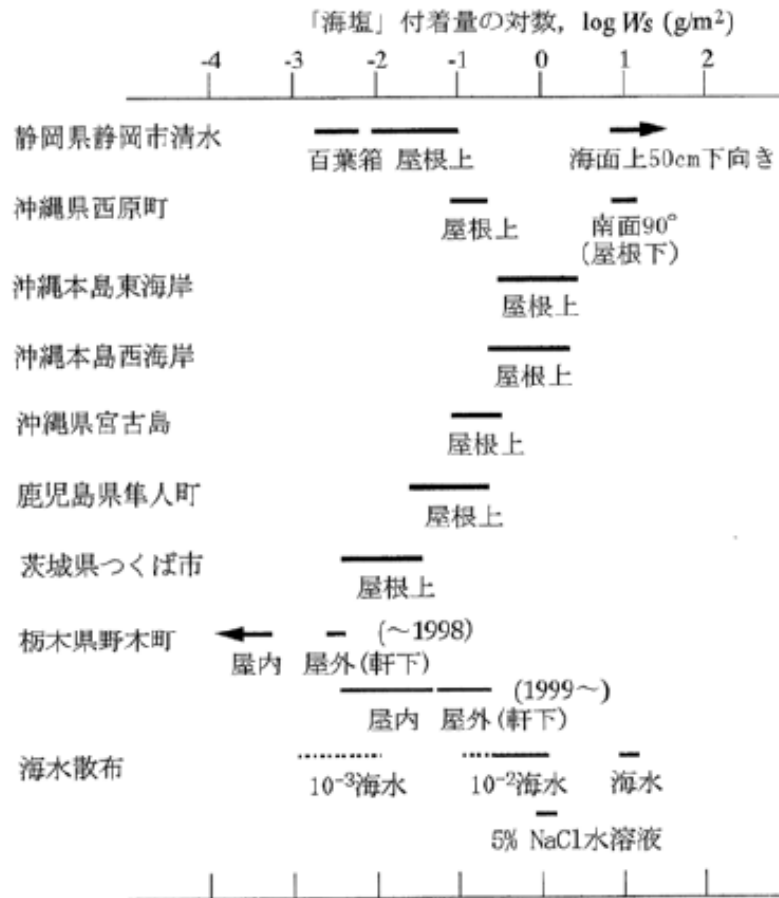 「海塩」付着量の対数, log Ws (g/m²)
-4 -3 -2 -1 0 1 2
静岡県静岡市清水
百葉箱 屋根上 海面上50cm下向き
沖縄県西原町
屋根上 南面90°
(屋根下)
沖縄本島東海岸
屋根上
沖縄本島西海岸
屋根上
沖縄県宮古島
屋根上
鹿児島県隼人町
屋根上
茨城県つくば市
屋根上
栃木県野木町 (～1998)
屋内 屋外(軒下)
(1999～)
屋内 屋外(軒下)
海水散布
10⁻³海水 10⁻²海水 海水
5% NaCl水溶液